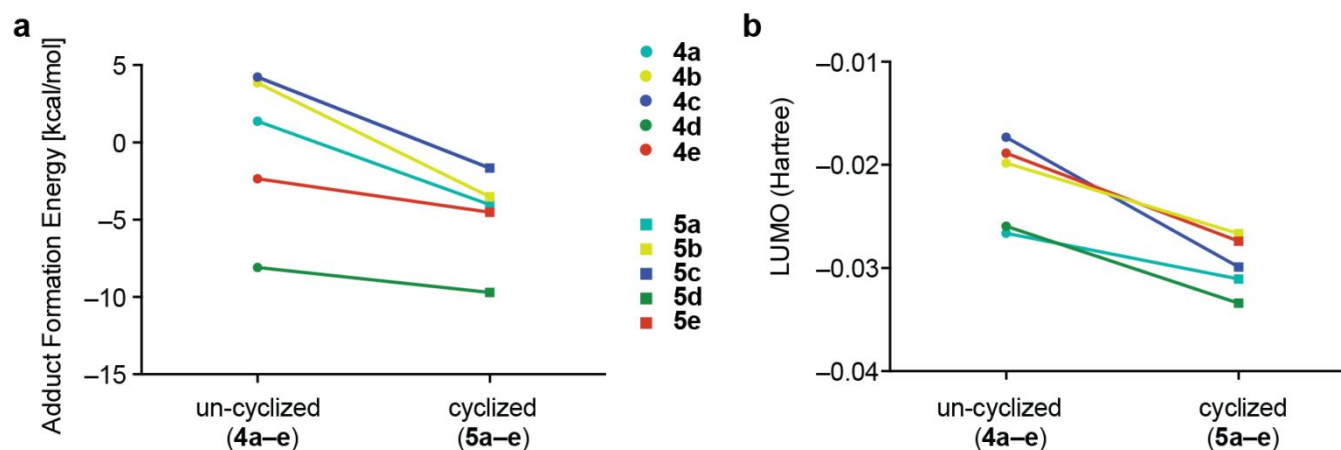 a
Adduct Formation Energy [kcal/mol]
5
0
–5
–10
–15
un-cyclized
(4a–e)
cyclized
(5a–e)
4a
4b
4c
4d
4e
5a
5b
5c
5d
5e
b
LUMO (Hartree)
–0.01
–0.02
–0.03
–0.04
un-cyclized
(4a–e)
cyclized
(5a–e)